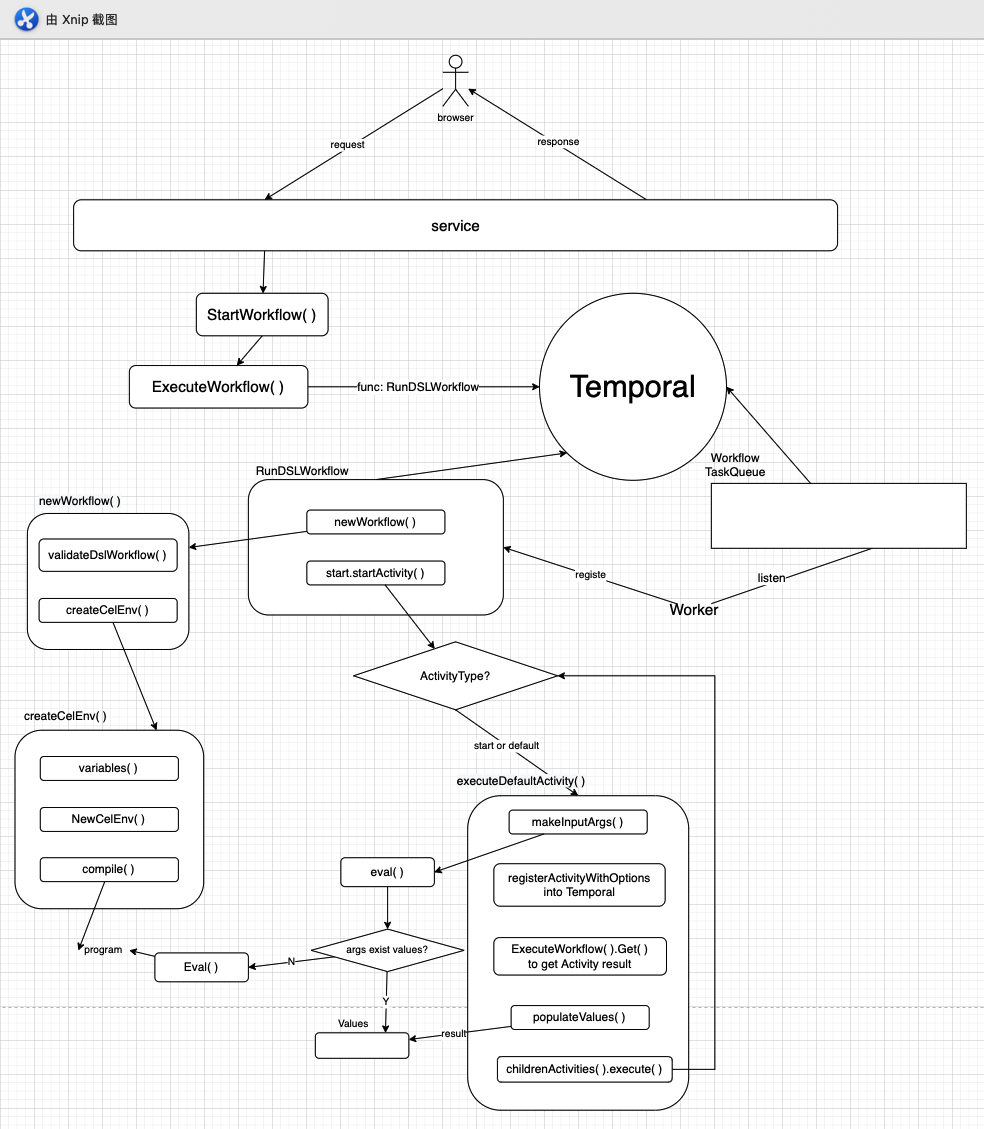 由 Xnip 截图
browser
request
response
service
StartWorkflow( )
ExecuteWorkflow( )
func: RunDSLWorkflow
Temporal
Workflow
TaskQueue
RunDSLWorkflow
newWorkflow( )
newWorkflow( )
validateDslWorkflow( )
start.startActivity( )
registe
listen
createCelEnv( )
Worker
ActivityType?
createCelEnv( )
start or default
variables( )
executeDefaultActivity( )
NewCelEnv( )
makeInputArgs( )
compile( )
eval( )
registerActivityWithOptions
into Temporal
program
args exist values?
ExecuteWorkflow( ).Get( )
to get Activity result
Eval( )
N
Y
Values
populateValues( )
result
childrenActivities( ).execute( )